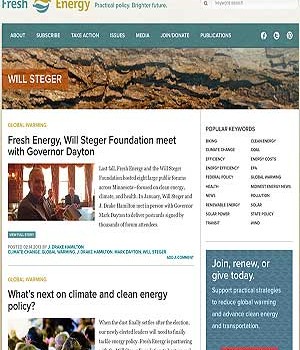 Fresh Energy
Practical policy. Brighter future.
keyword search
ABOUT SUBSCRIBE TAKE ACTION ISSUES MEDIA JOIN/DONATE PUBLICATIONS
WILL STEGER
GLOBAL WARMING
Fresh Energy, Will Steger Foundation meet
with Governor Dayton
Last fall, Fresh Energy and the Will Steger
Foundation hosted eight large public forums
across Minnesota—focused on clean energy,
climate, and health. In January, Will Steger and
J. Drake Hamilton met in person with Governor
Mark Dayton to deliver postcards signed by
thousands of forum attendees.
VIEW FULL STORY
POSTED 02.14.2013 BY J. DRAKE HAMILTON
CLIMATE CHANGE, GLOBAL WARMING, J. DRAKE HAMILTON, MARK DAYTON, WILL STEGER
ADD A COMMENT
GLOBAL WARMING
What's next on climate and clean energy
policy?
When the dust finally settles after the election,
our newly elected leaders will need to finally
tackle energy policy. Fresh Energy is partnering
POPULAR KEYWORDS
BIKING
CLIMATE CHANGE
EFFICIENCY
ENERGY EFFICIENCY
FEDERAL POLICY
HEALTH
NEWS
RENEWABLE ENERGY
SOLAR POWER
TRANSIT
CLEAN ENERGY
COAL
ENERGY COSTS
EPA
GLOBAL WARMING
MIDWEST ENERGY NEWS
POLLUTION
SOLAR
STATE POLICY
WIND
Join, renew, or
give today.
Support practical strategies
to reduce global warming
and advance clean energy
and transportation.